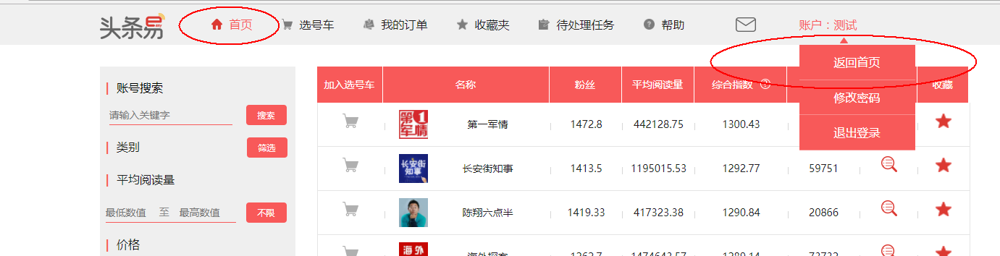 头条易
首页 选号车 我的订单 收藏夹 待处理任务 帮助 账户：测试
返回首页
修改密码
退出登录
账号搜索
请输入关键字 搜索
类别 筛选
平均阅读量
最低数值 至 最高数值 不限
价格
加入选号车 名称 粉丝 平均阅读量 综合指数 ? 收藏
第1军情 第一军情 1472.8 442128.75 1300.43
长安街知事 长安街知事 1413.5 1195015.53 1292.77 59751
陈翔六点半 1419.33 417323.38 1290.84 20866
海外